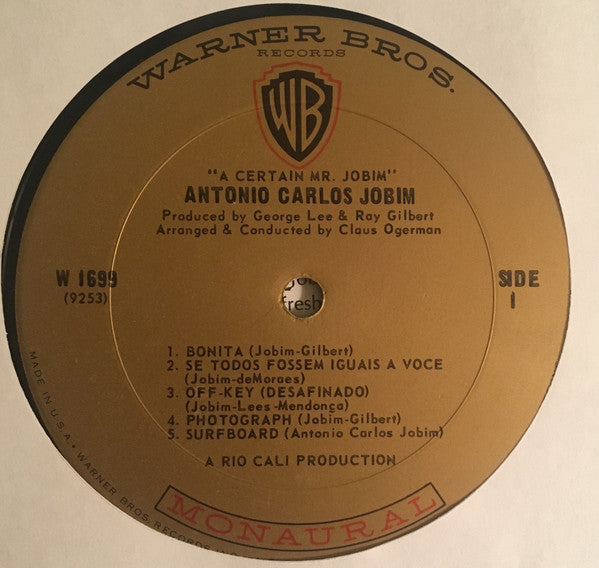 WARNER BROS.
RECORDS
WB
"A CERTAIN MR. JOBIM"
ANTONIO CARLOS JOBIM
Produced by George Lee & Ray Gilbert
Arranged & Conducted by Claus Ogerman
W 1699
(9253)
SIDE
1
fresh
1. BONITA (Jobim-Gilbert)
2. SE TODOS FOSSEM IGUAIS A VOCE
(Jobim-deMoraes)
3. OFF-KEY (DESAFINADO)
(Jobim-Lees-Mendonça)
4. PHOTOGRAPH (Jobim-Gilbert)
5. SURFBOARD (Antonio Carlos Jobim)
A RIO CALI PRODUCTION
MADE IN U.S.A. • WARNER BROS. RECORDS
MONAURAL